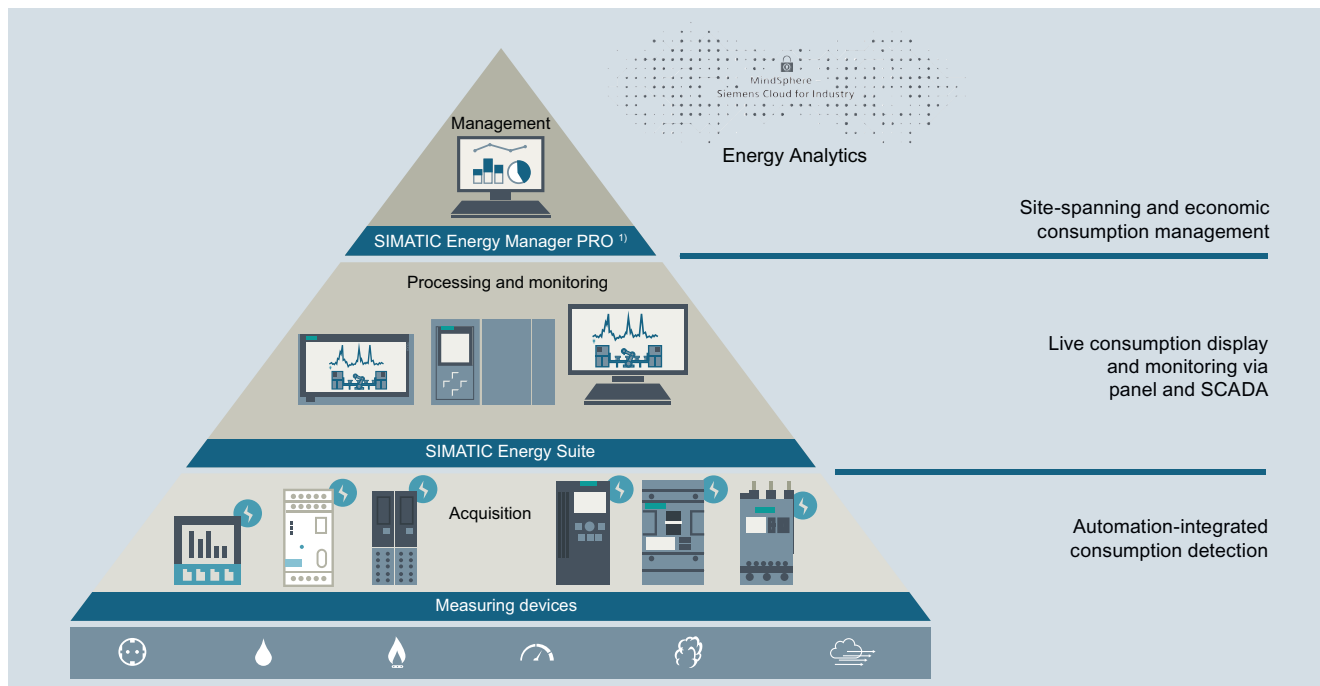 MindSphere
Siemens Cloud for Industry
Energy Analytics
Management
SIMATIC Energy Manager PRO 1)
Site-spanning and economic
consumption management
Processing and monitoring
Live consumption display
and monitoring via
panel and SCADA
SIMATIC Energy Suite
Acquisition
Automation-integrated
consumption detection
Measuring devices